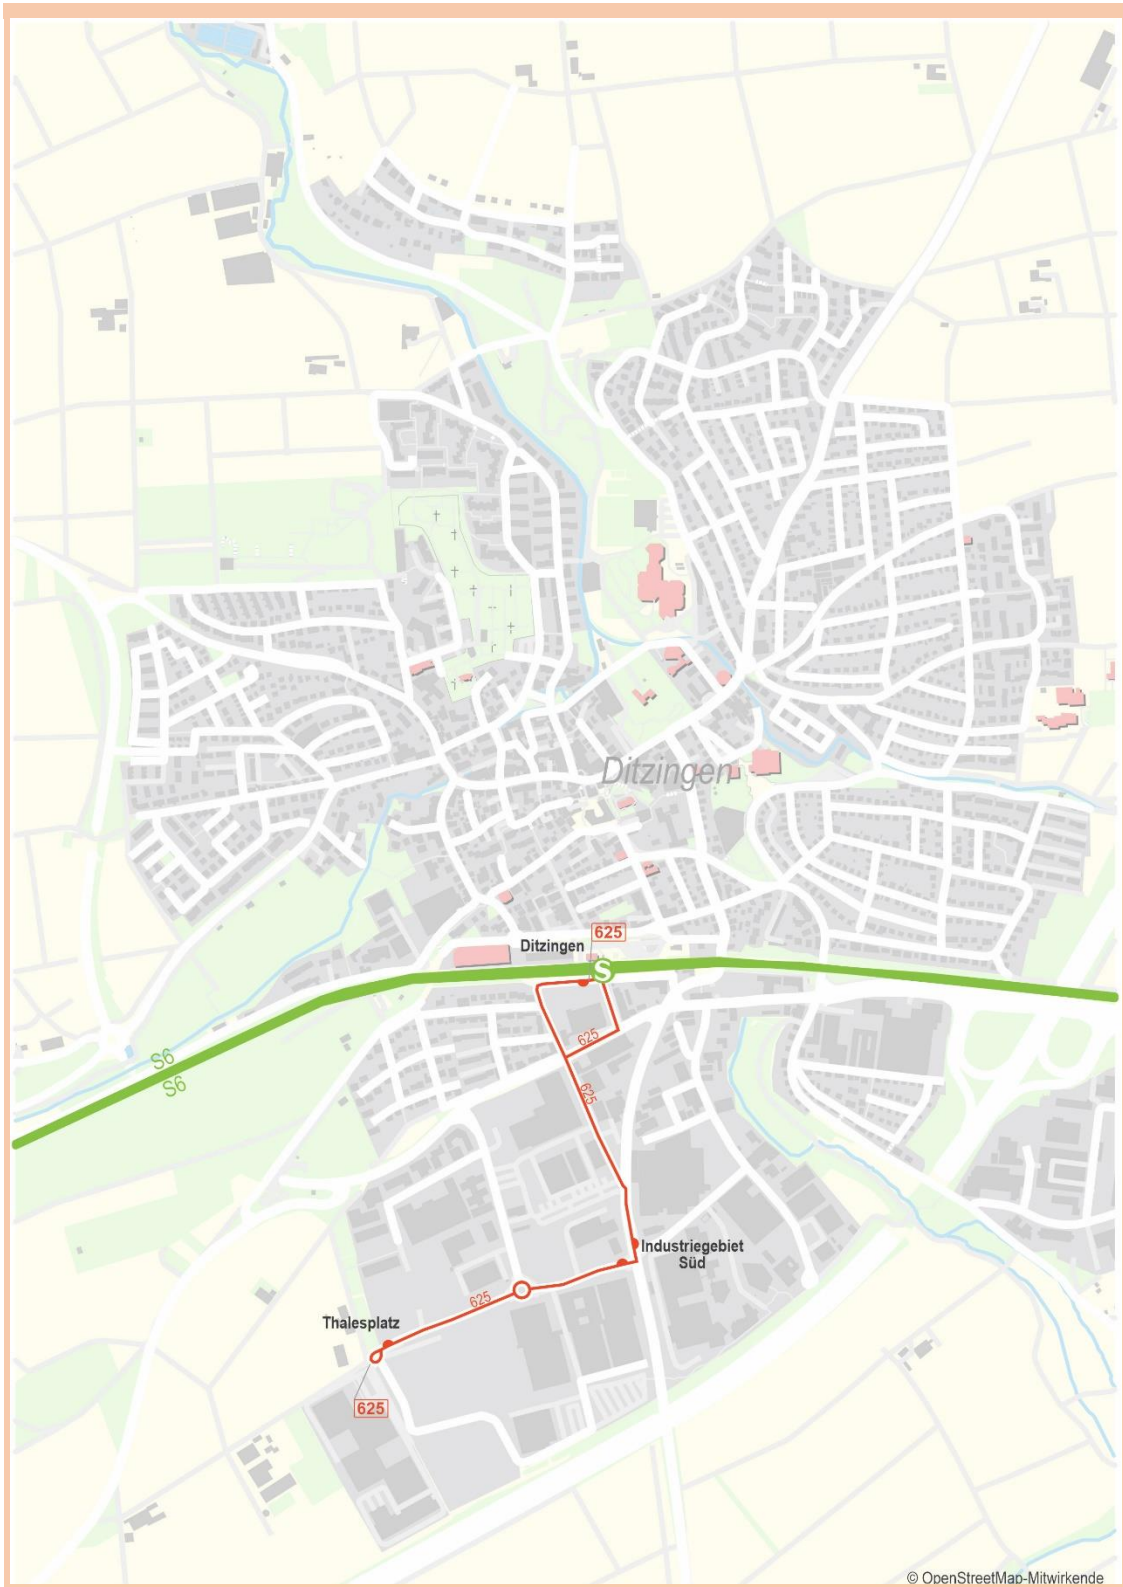 Ditzingen
625
Ditzingen
S
625
S6
S6
625
Industriegebiet
Süd
625
Thalesplatz
625
© OpenStreetMap-Mitwirkende